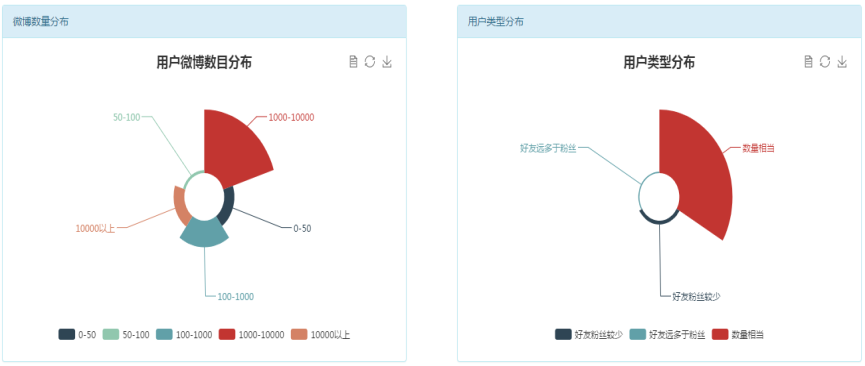 微博数量分布
用户微博数目分布
50-100
1000-10000
10000以上
0-50
100-1000
0-50 50-100 100-1000 1000-10000 10000以上
用户类型分布
用户类型分布
好友远多于粉丝
数量相当
好友粉丝较少
好友粉丝较少 好友远多于粉丝 数量相当